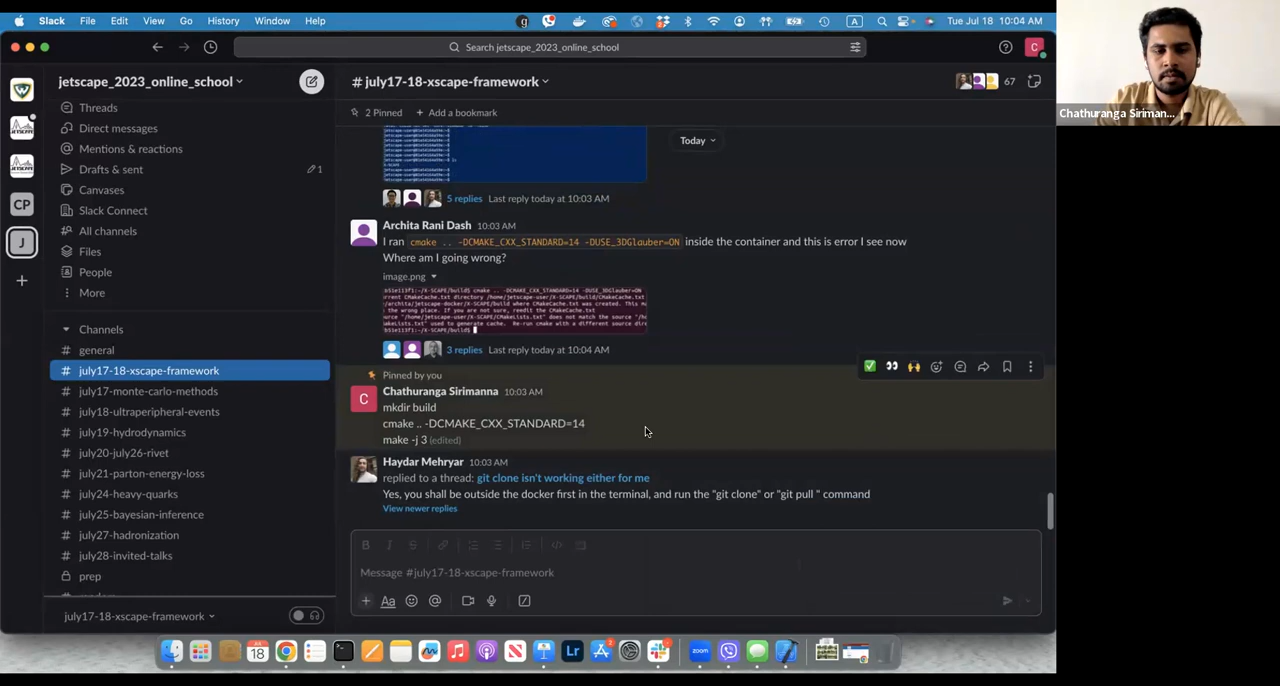 Slack File Edit View Go History Window Help
Tue Jul 18 10:04 AM
Search jetscape_2023_online_school
C
jetscape_2023_online_school
# july17-18-xscape-framework
67
Threads
Direct messages
Mentions & reactions
Drafts & sent
1
Canvases
Slack Connect
All channels
Files
People
More
Channels
# general
# july17-18-xscape-framework
# july17-monte-carlo-methods
# july18-ultraperipheral-events
# july19-hydrodynamics
# july20-july26-rivet
# july21-parton-energy-loss
# july24-heavy-quarks
# july25-bayesian-inference
# july27-hadronization
# july28-invited-talks
prep
july17-18-xscape-framework
CP
J
2 Pinned + Add a bookmark
Today
5 replies Last reply today at 10:03 AM
Archita Rani Dash 10:03 AM
I ran cmake .. -DCMAKE_CXX_STANDARD=14 -DUSE_3DGlauber=ON inside the container and this is error I see now
Where am I going wrong?
image.png
3 replies Last reply today at 10:04 AM
Pinned by you
C
Chathuranga Sirimanna 10:03 AM
mkdir build
cmake .. -DCMAKE_CXX_STANDARD=14
make -j 3 (edited)
Haydar Mehryar 10:03 AM
replied to a thread: git clone isn't working either for me
Yes, you shall be outside the docker first in the terminal, and run the "git clone" or "git pull " command
View newer replies
Message #july17-18-xscape-framework
Chathuranga Siriman...